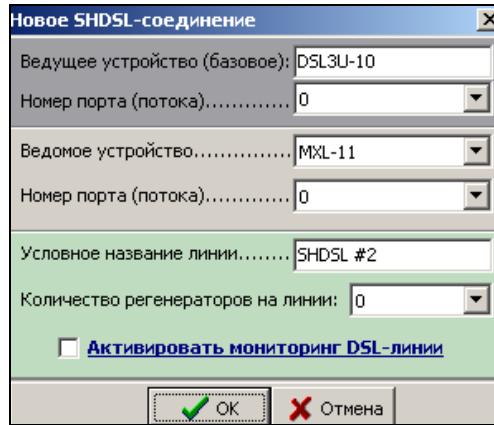 Новое SHDSL-соединение
Ведущее устройство (базовое): DSL3U-10
Номер порта (потока)............. 0
Ведомое устройство............... MXL-11
Номер порта (потока)............. 0
Условное название линии........ SHDSL #2
Количество регенераторов на линии: 0
Активировать мониторинг DSL-линии
OK Отмена